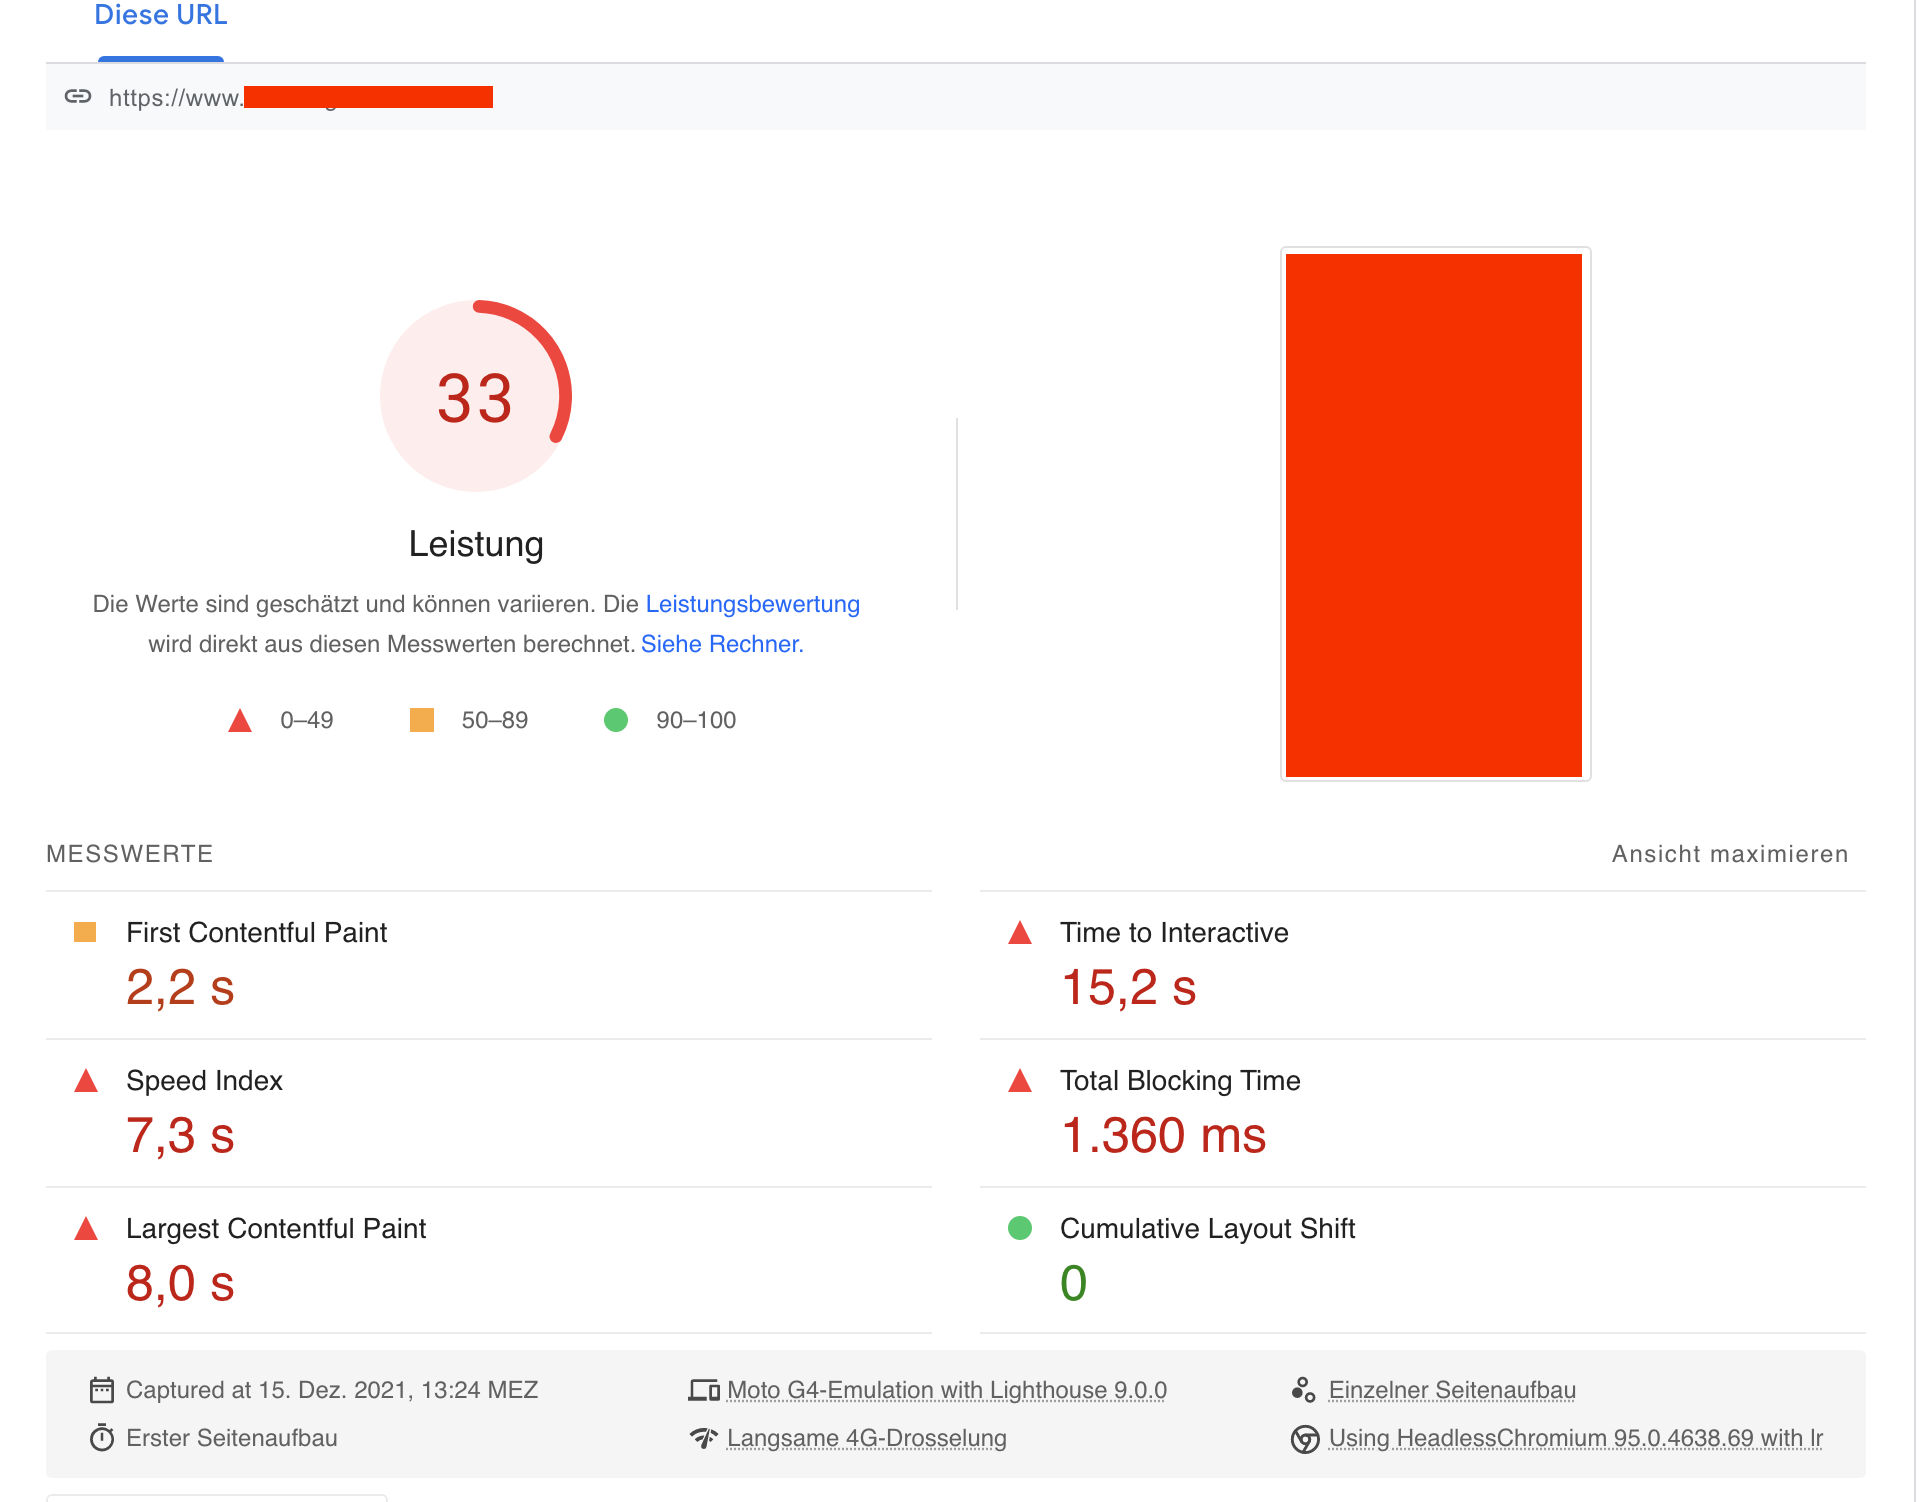 Diese URL
https://www.
33
Leistung
Die Werte sind geschätzt und können variieren. Die Leistungsbewertung
wird direkt aus diesen Messwerten berechnet. Siehe Rechner.
0–49
50–89
90–100
MESSWERTE
Ansicht maximieren
First Contentful Paint
2,2 s
Time to Interactive
15,2 s
Speed Index
7,3 s
Total Blocking Time
1.360 ms
Largest Contentful Paint
8,0 s
Cumulative Layout Shift
0
Captured at 15. Dez. 2021, 13:24 MEZ
Moto G4-Emulation with Lighthouse 9.0.0
Einzelner Seitenaufbau
Erster Seitenaufbau
Langsame 4G-Drosselung
Using HeadlessChromium 95.0.4638.69 with lr